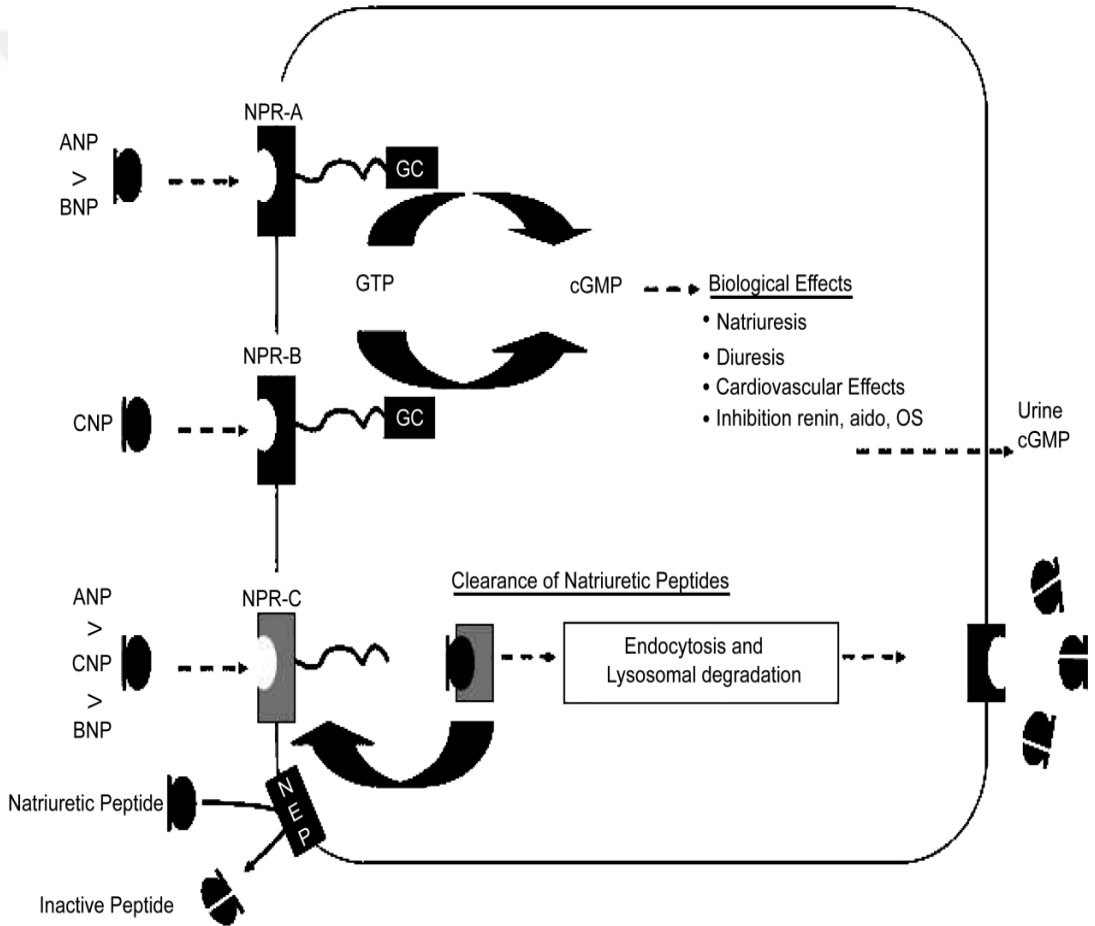 NPR-A
ANP
>
BNP
GC
GTP
cGMP
Biological Effects
• Natriuresis
• Diuresis
• Cardiovascular Effects
• Inhibition renin, aido, OS
NPR-B
CNP
GC
Urine
cGMP
Clearance of Natriuretic Peptides
NPR-C
ANP
>
CNP
>
BNP
Endocytosis and
Lysosomal degradation
Natriuretic Peptide
NEP
Inactive Peptide